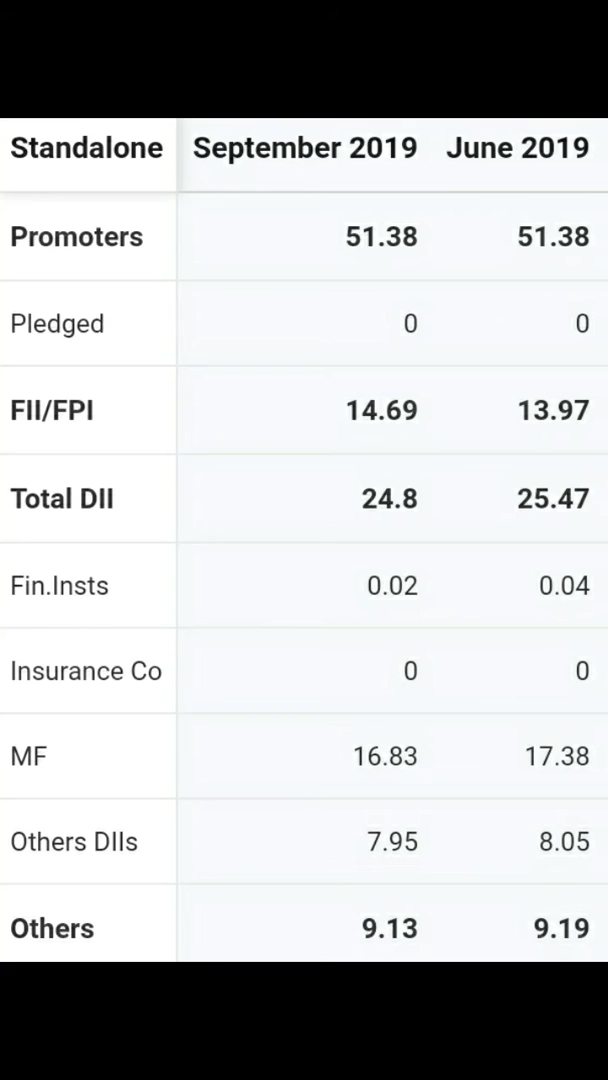 Standalone September 2019 June 2019
Promoters 51.38 51.38
Pledged 0 0
FII/FPI 14.69 13.97
Total DII 24.8 25.47
Fin.Insts 0.02 0.04
Insurance Co 0 0
MF 16.83 17.38
Others DIIs 7.95 8.05
Others 9.13 9.19